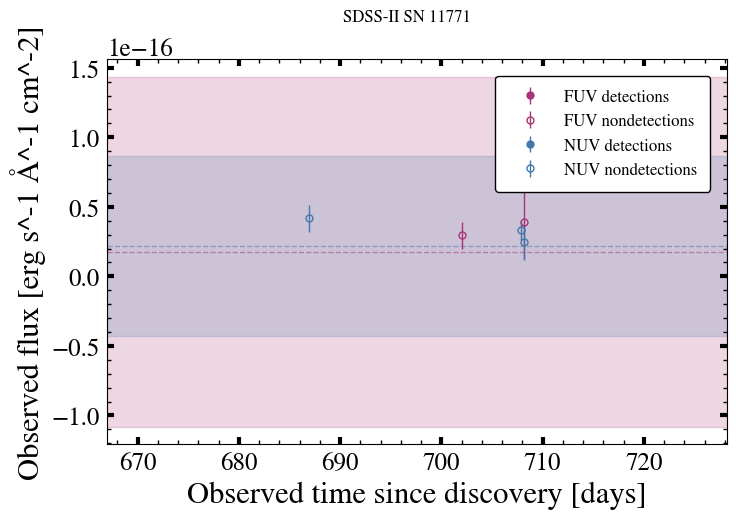 SDSS-II SN 11771
1e−16
1.5
1.0
0.5
0.0
−0.5
−1.0
Observed flux [erg s^-1 Å^-1 cm^-2]
FUV detections
FUV nondetections
NUV detections
NUV nondetections
670 680 690 700 710 720
Observed time since discovery [days]